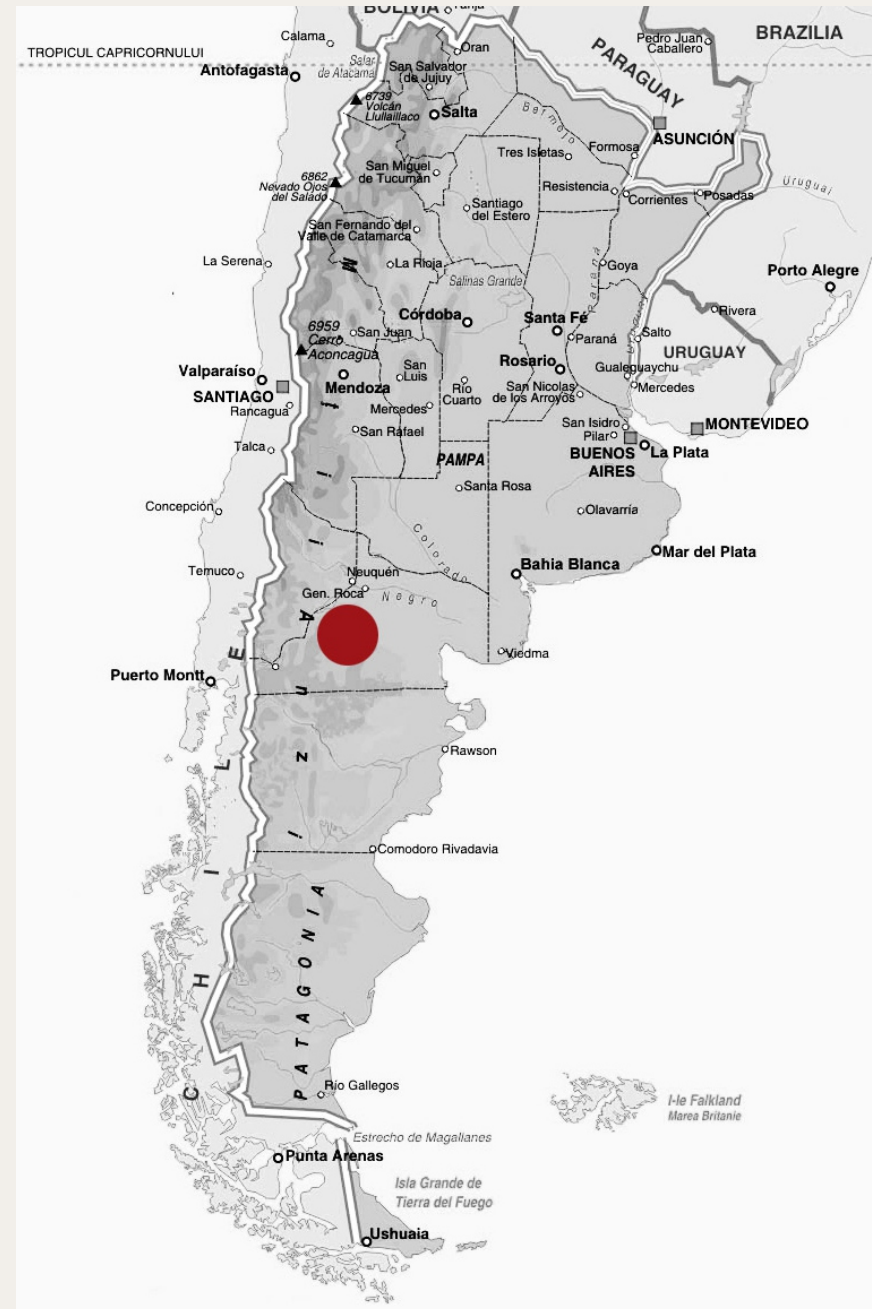 BOLIVIA
Tarija
Calama
Oran
Pedro Juan
Caballero
BRAZILIA
TROPICUL CAPRICORNULUI
PARAGUAY
Salar
de Atacama
San Salvador
de Jujuy
Antofagasta
6739
Volcán
Llullaillaco
Salta
Bermejo
ASUNCIÓN
Formosa
Tres Isletas
San Miguel
de Tucumán
6862
Nevado Ojos
del Salado
Resistencia
Corrientes
Posadas
Uruguai
Santiago
del Estero
San Fernando del
Valle de Catamarca
La Serena
La Rioja
Goya
Paraná
Salinas Grande
Porto Alegre
Rivera
Córdoba
Santa Fé
Paraná
Salto
Uruguay
6959
Cerro
Aconcagua
San Juan
URUGUAY
Valparaíso
SANTIAGO
Rancagua
Mendoza
San
Luis
Río
Cuarto
Rosario
San Nicolas
de los Arroyos
Gualeguaychu
Mercedes
Mercedes
San Rafael
San Isidro
Pilar
MONTEVIDEO
Talca
PAMPA
BUENOS
AIRES
La Plata
Santa Rosa
Concepción
Olavarría
Colorado
Mar del Plata
Bahia Blanca
Temuco
Neuquén
Gen. Roca
Negro
Viedma
Puerto Montt
Munții Anzi
Rawson
Comodoro Rivadavia
CHILE
PATAGONIA
Río Gallegos
I-le Falkland
Marea Britanie
Estrecho de Magallanes
Punta Arenas
Isla Grande de
Tierra del Fuego
Ushuaia